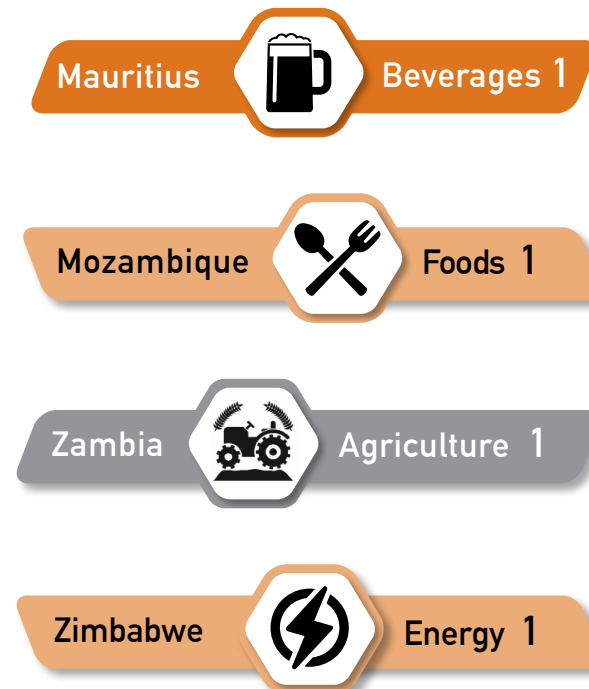 Mauritius Beverages 1
Mozambique Foods 1
Zambia Agriculture 1
Zimbabwe Energy 1